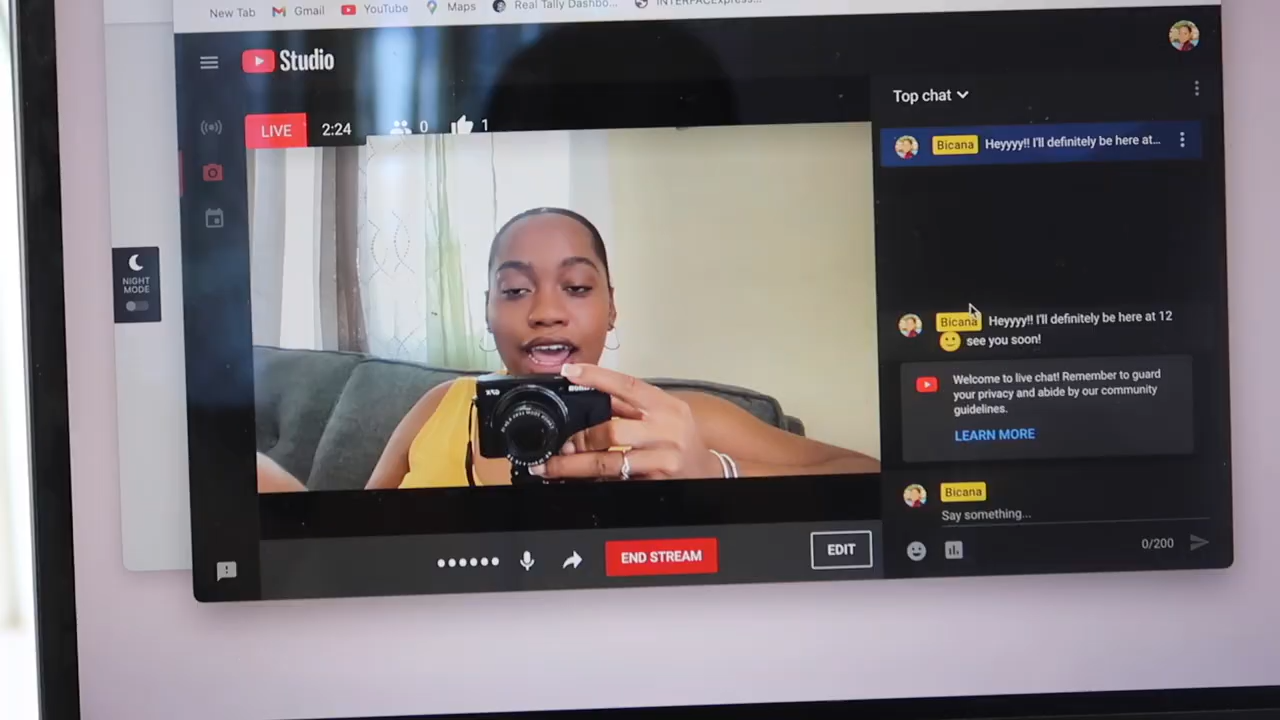 New Tab
Gmail
YouTube
Maps
Real Tally Dashbo...
INTERFACExpress...
Studio
LIVE
2:24
0
1
Top chat
Bicana Heyyyy!! I'll definitely be here at...
NIGHT
MODE
Bicana Heyyyy!! I'll definitely be here at 12
see you soon!
Welcome to live chat! Remember to guard
your privacy and abide by our community
guidelines.
LEARN MORE
Bicana
Say something...
0/200
END STREAM
EDIT